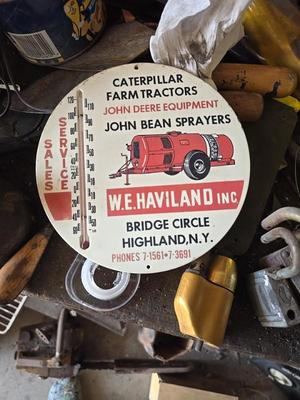 CATERPILLAR
FARM TRACTORS
JOHN DEERE EQUIPMENT
JOHN BEAN SPRAYERS
SALES
SERVICE
W.E. HAVILAND INC.
BRIDGE CIRCLE
HIGHLAND, N.Y.
PHONES 7-1561 • 7-3691